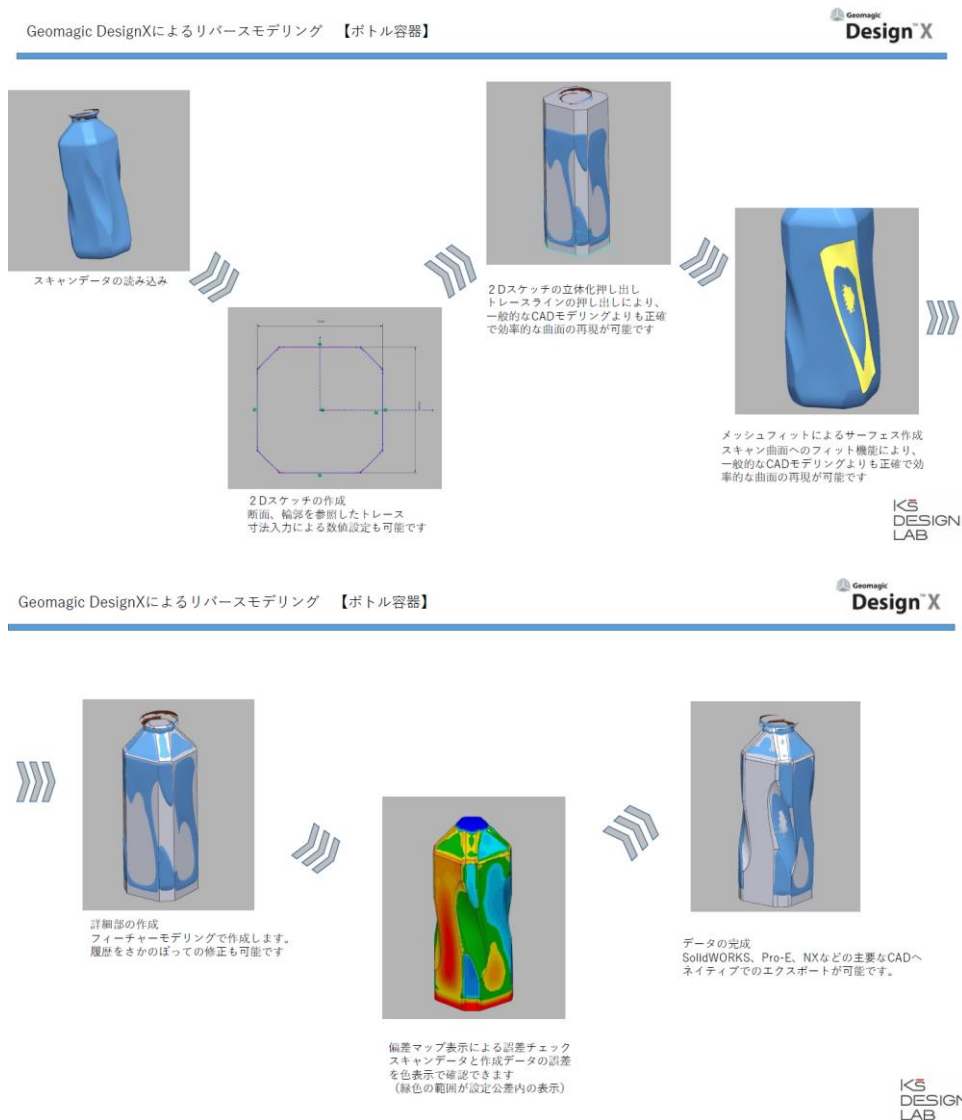 Geomagic DesignXによるリバースモデリング 【ボトル容器】
Geomagic
Design™X
スキャンデータの読み込み
２Dスケッチの作成
断面、輪郭を参照したトレース
寸法入力による数値設定も可能です
２Dスケッチの立体化押し出し
トレースラインの押し出しにより、
一般的なCADモデリングよりも正確
で効率的な曲面の再現が可能です
メッシュフィットによるサーフェス作成
スキャン曲面へのフィット機能により、
一般的なCADモデリングよりも正確で効
率的な曲面の再現が可能です
KS
DESIGN
LAB
Geomagic DesignXによるリバースモデリング 【ボトル容器】
Geomagic
Design™X
詳細部の作成
フィーチャーモデリングで作成します。
履歴をさかのぼっての修正も可能です
偏差マップ表示による誤差チェック
スキャンデータと作成データの誤差
を色表示で確認できます
（緑色の範囲が設定公差内の表示）
データの完成
SolidWORKS、Pro-E、NXなどの主要なCADへ
ネイティブでのエクスポートが可能です。
KS
DESIGN
LAB